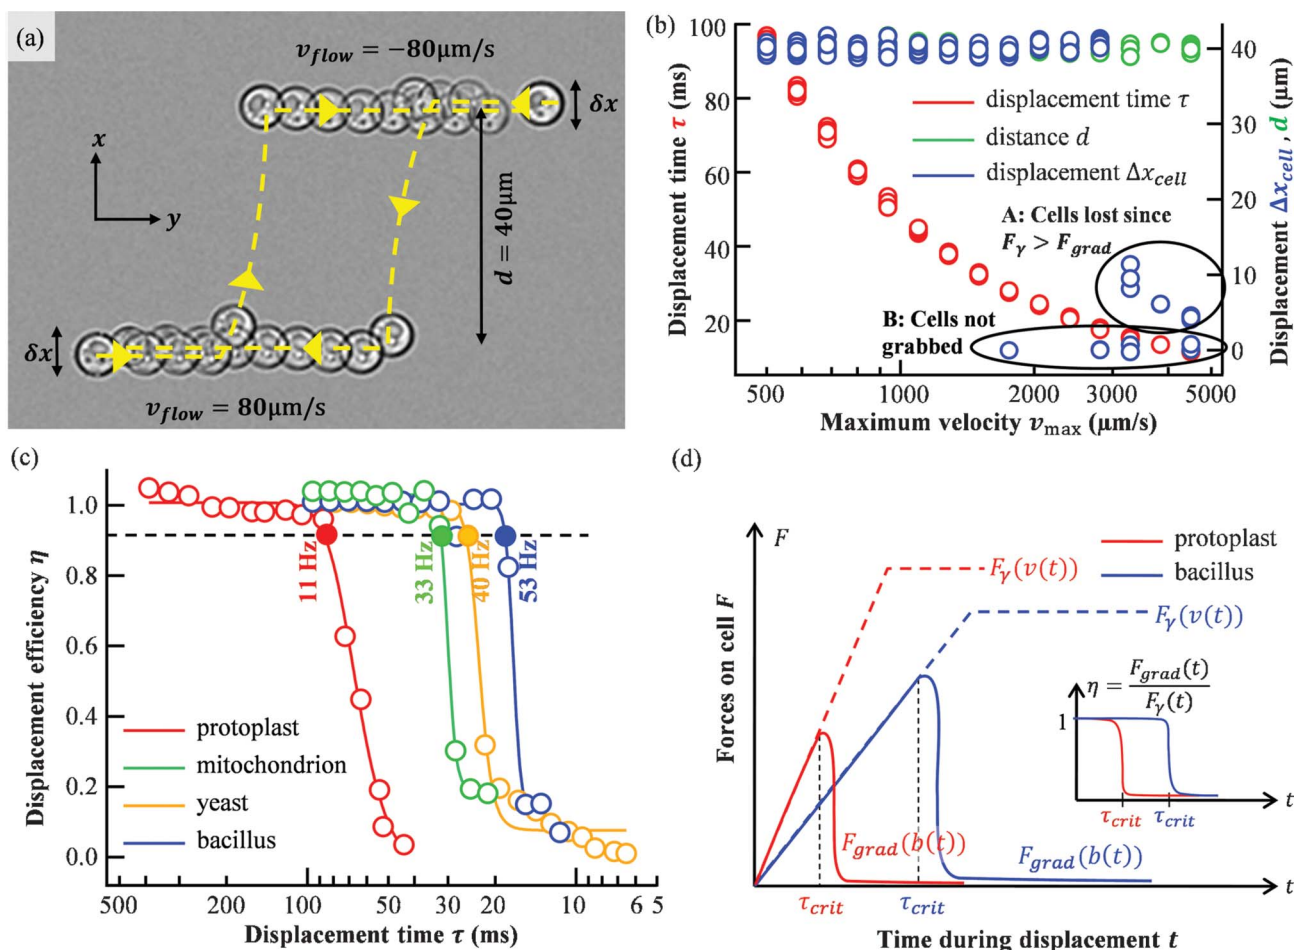 (a)
v_flow = −80μm/s
δx
x
y
d = 40μm
δx
v_flow = 80μm/s
(b)
Displacement time τ (ms)
100
80
60
40
20
displacement time τ
distance d
displacement Δx_cell
A: Cells lost since
F_γ > F_grad
B: Cells not
grabbed
40
30
20
10
0
Displacement Δx_cell, d (μm)
500
1000
2000
3000
5000
Maximum velocity v_max (μm/s)
(c)
Displacement efficiency η
1.0
0.8
0.6
0.4
0.2
0.0
11 Hz
33 Hz
40 Hz
53 Hz
protoplast
mitochondrion
yeast
bacillus
500
100
50
20
10
6
5
Displacement time τ (ms)
(d)
Forces on cell F
F
protoplast
bacillus
F_γ(v(t))
F_γ(v(t))
η = F_grad(t)
F_γ(t)
1
t
τ_crit
τ_crit
F_grad(b(t))
F_grad(b(t))
t
τ_crit
τ_crit
Time during displacement t